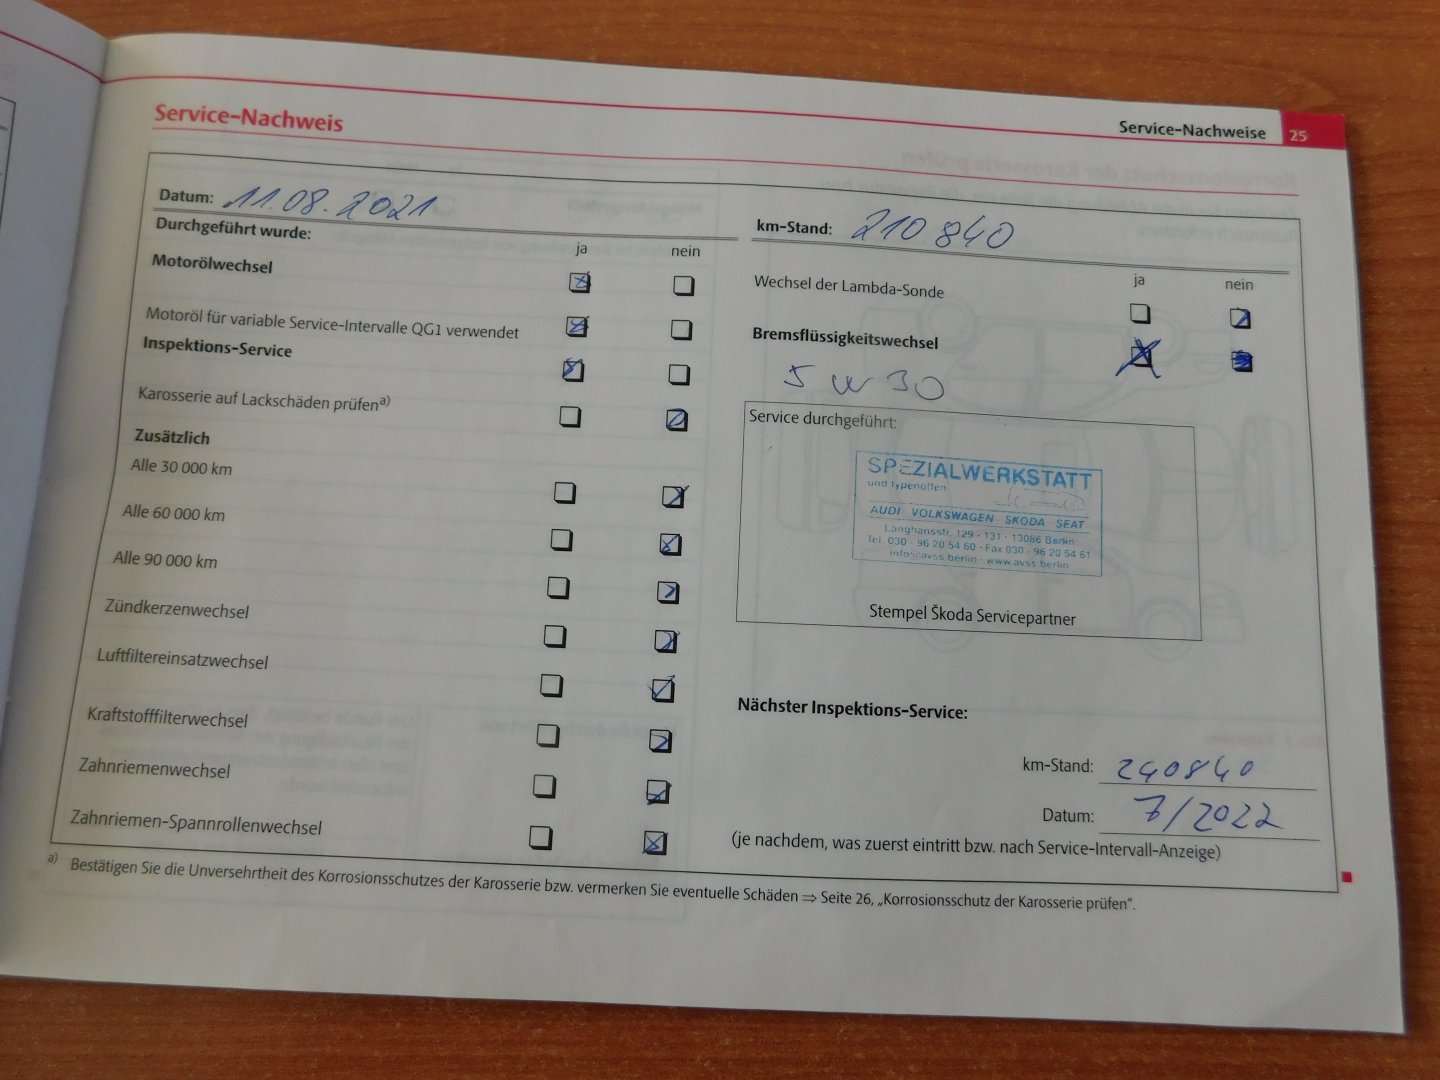 Service-Nachweise 25
Service-Nachweis
Datum: 11.08.2021
Durchgeführt wurde:
ja nein
Motorölwechsel
Motoröl für variable Service-Intervalle QG1 verwendet
Inspektions-Service
Karosserie auf Lackschäden prüfen a)
Zusätzlich
Alle 30 000 km
Alle 60 000 km
Alle 90 000 km
Zündkerzenwechsel
Luftfiltereinsatzwechsel
Kraftstofffilterwechsel
Zahnriemenwechsel
Zahnriemen-Spannrollenwechsel
km-Stand: 210 840
ja nein
Wechsel der Lambda-Sonde
Bremsflüssigkeitswechsel
5 W 30
Service durchgeführt:
SPEZIALWERKSTATT
und typenoffen
AUDI VOLKSWAGEN SKODA SEAT
Langhansstr. 129 - 131 · 13086 Berlin
Tel. 030 - 96 20 54 60 · Fax 030 - 96 20 54 61
info@avss.berlin · www.avss.berlin
Stempel Škoda Servicepartner
Nächster Inspektions-Service:
km-Stand: 240840
Datum: 7/2022
(je nachdem, was zuerst eintritt bzw. nach Service-Intervall-Anzeige)
a) Bestätigen Sie die Unversehrtheit des Korrosionsschutzes der Karosserie bzw. vermerken Sie eventuelle Schäden ⇒ Seite 26, „Korrosionsschutz der Karosserie prüfen“.